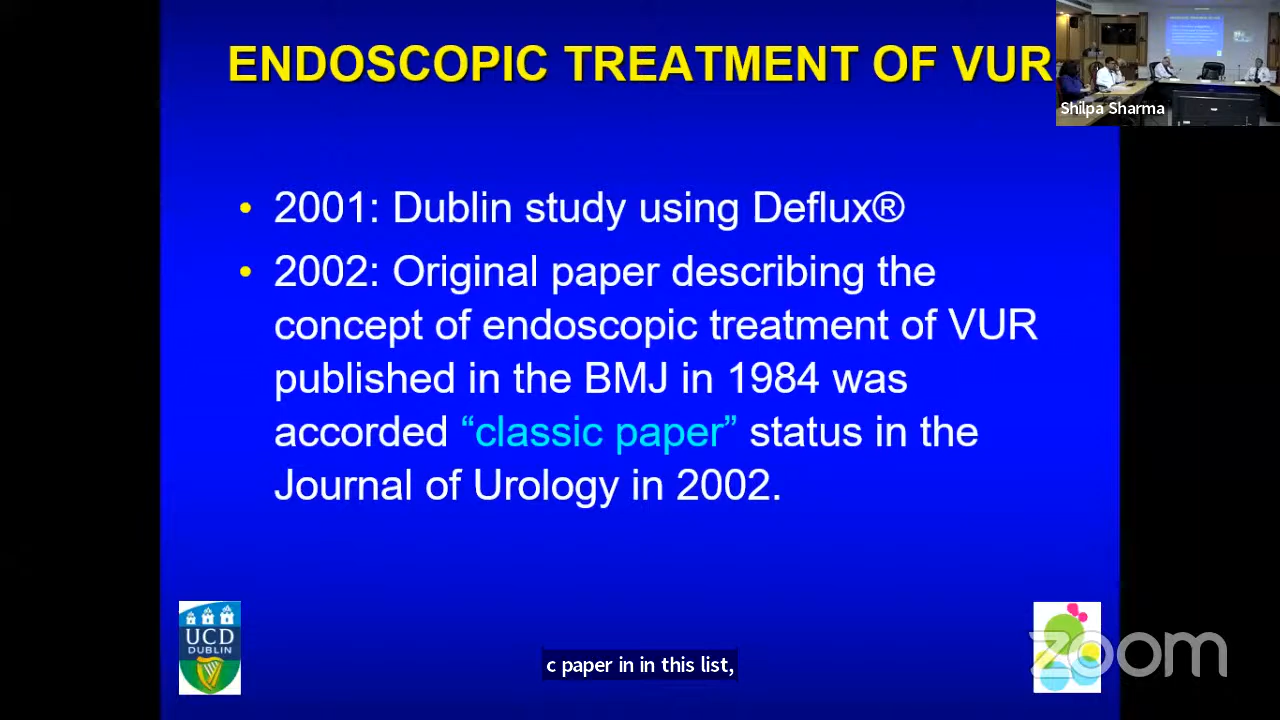 ENDOSCOPIC TREATMENT OF VUR
Shilpa Sharma
• 2001: Dublin study using Deflux®
• 2002: Original paper describing the
concept of endoscopic treatment of VUR
published in the BMJ in 1984 was
accorded “classic paper” status in the
Journal of Urology in 2002.
UCD
DUBLIN
c paper in in this list,
zoom